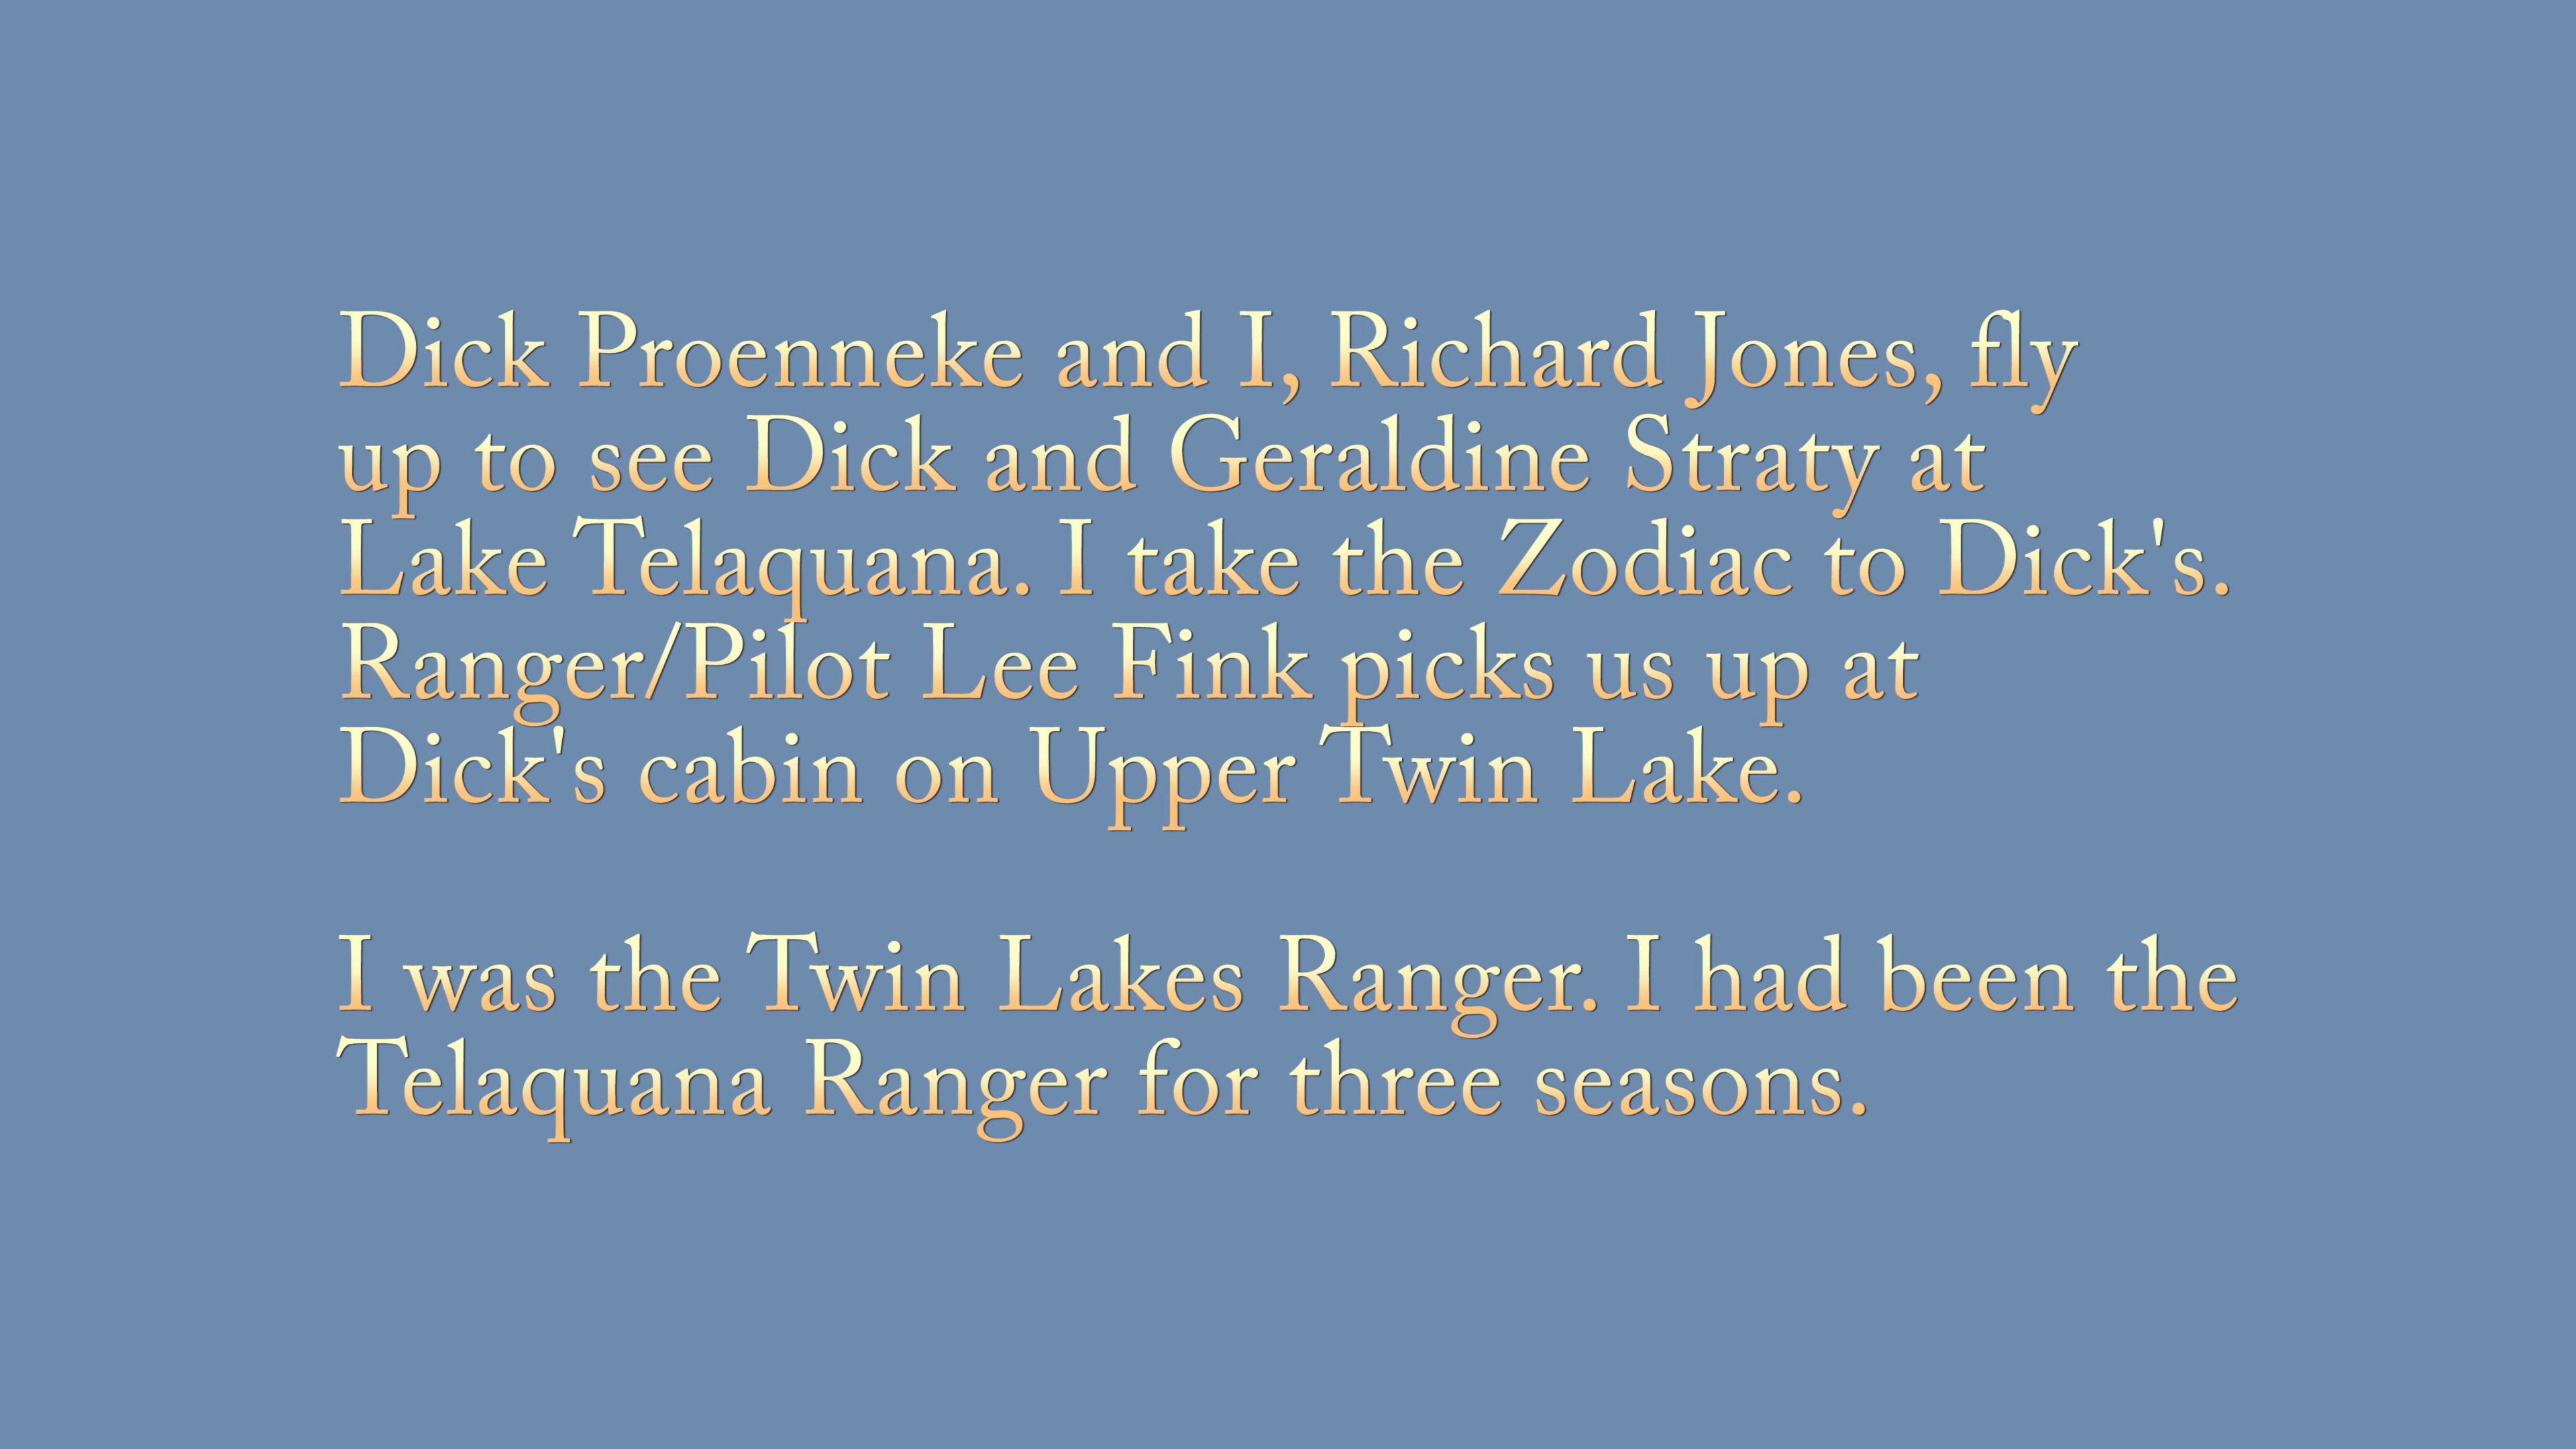 Dick Proenneke and I, Richard Jones, fly
up to see Dick and Geraldine Straty at
Lake Telaquana. I take the Zodiac to Dick's.
Ranger/Pilot Lee Fink picks us up at
Dick's cabin on Upper Twin Lake.
I was the Twin Lakes Ranger. I had been the
Telaquana Ranger for three seasons.